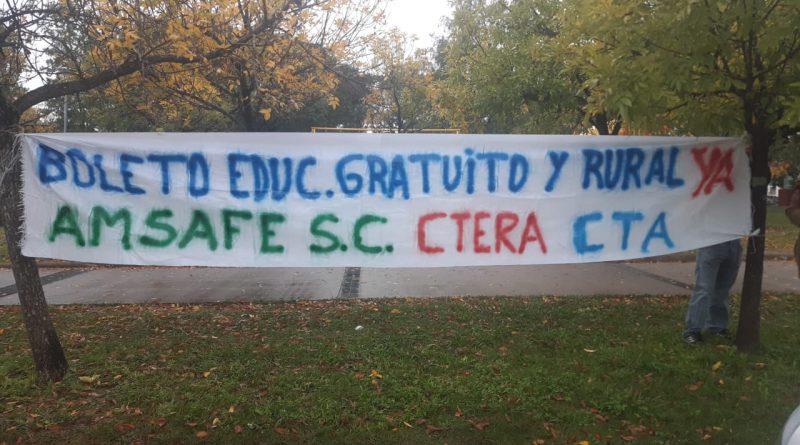 BOLETO EDUC. GRATUITO Y RURAL YA
AMSAFE S.C. CTERA CTA